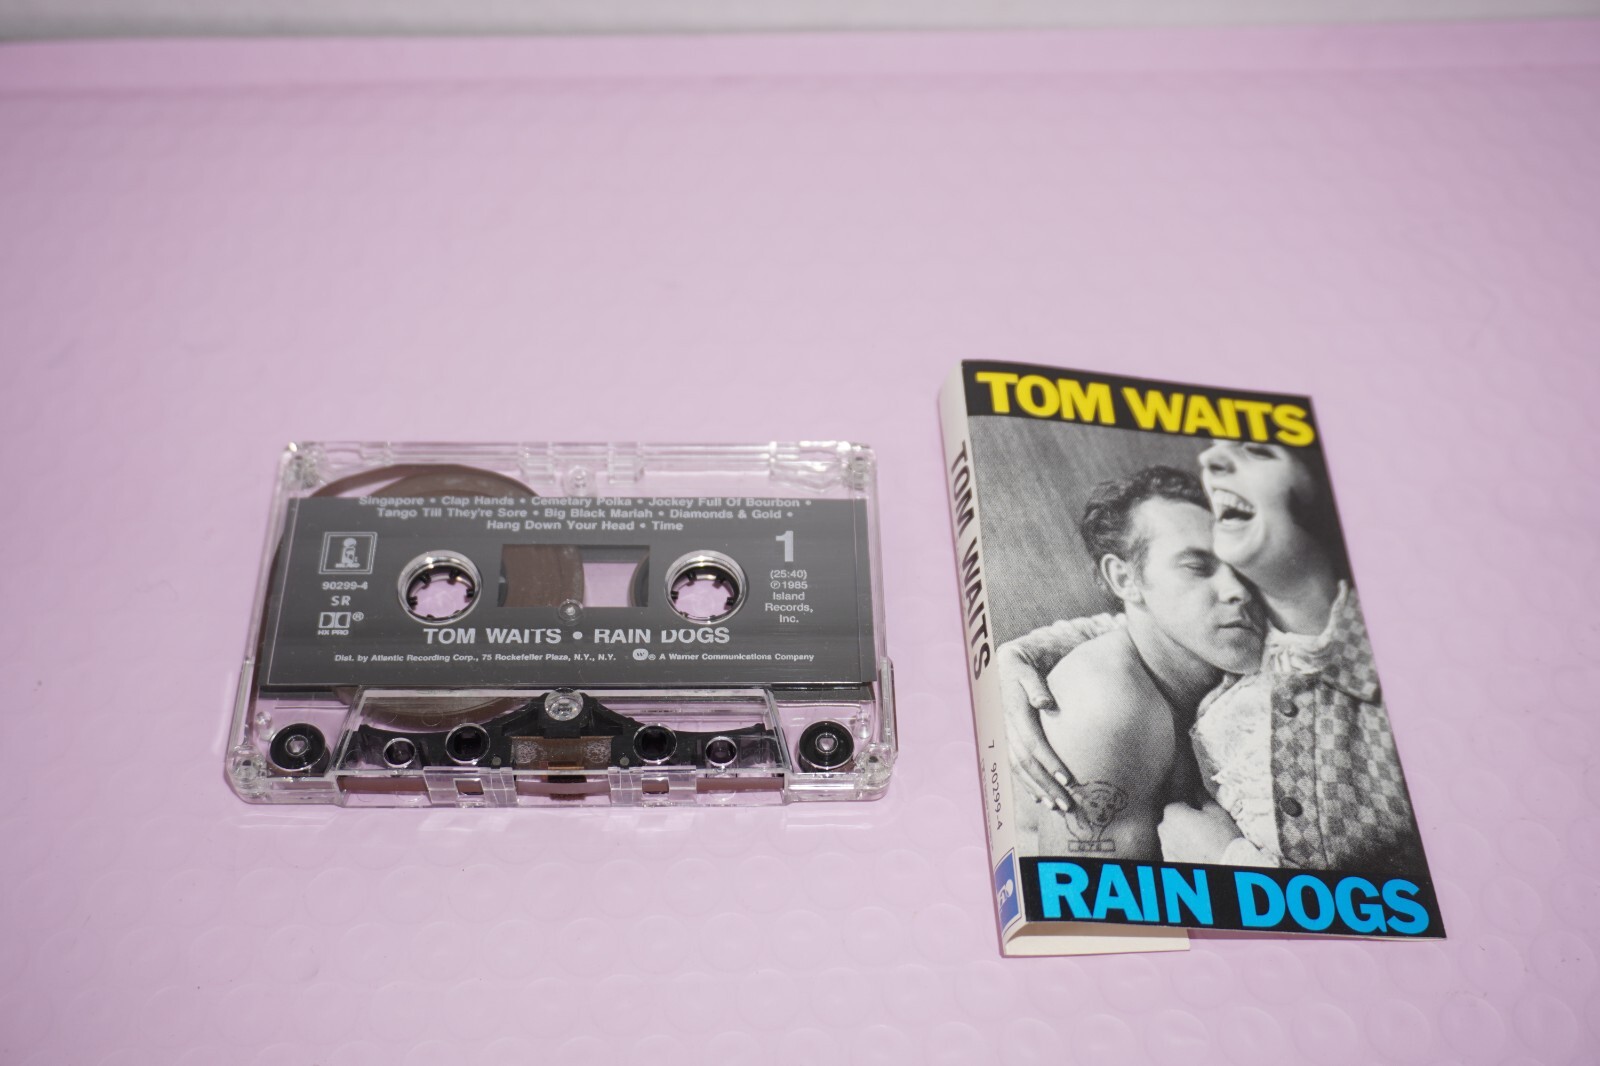 Singapore • Clap Hands • Cemetary Polka • Jockey Full Of Bourbon •
Tango Till They're Sore • Big Black Mariah • Diamonds & Gold •
Hang Down Your Head • Time
1
(25:40)
℗1985
Island
Records,
Inc.
90299-4
SR
HX PRO
TOM WAITS • RAIN DOGS
Dist. by Atlantic Recording Corp., 75 Rockefeller Plaza, N.Y., N.Y. ® A Warner Communications Company
TOM WAITS
TOM WAITS
7 90299-4
RAIN DOGS